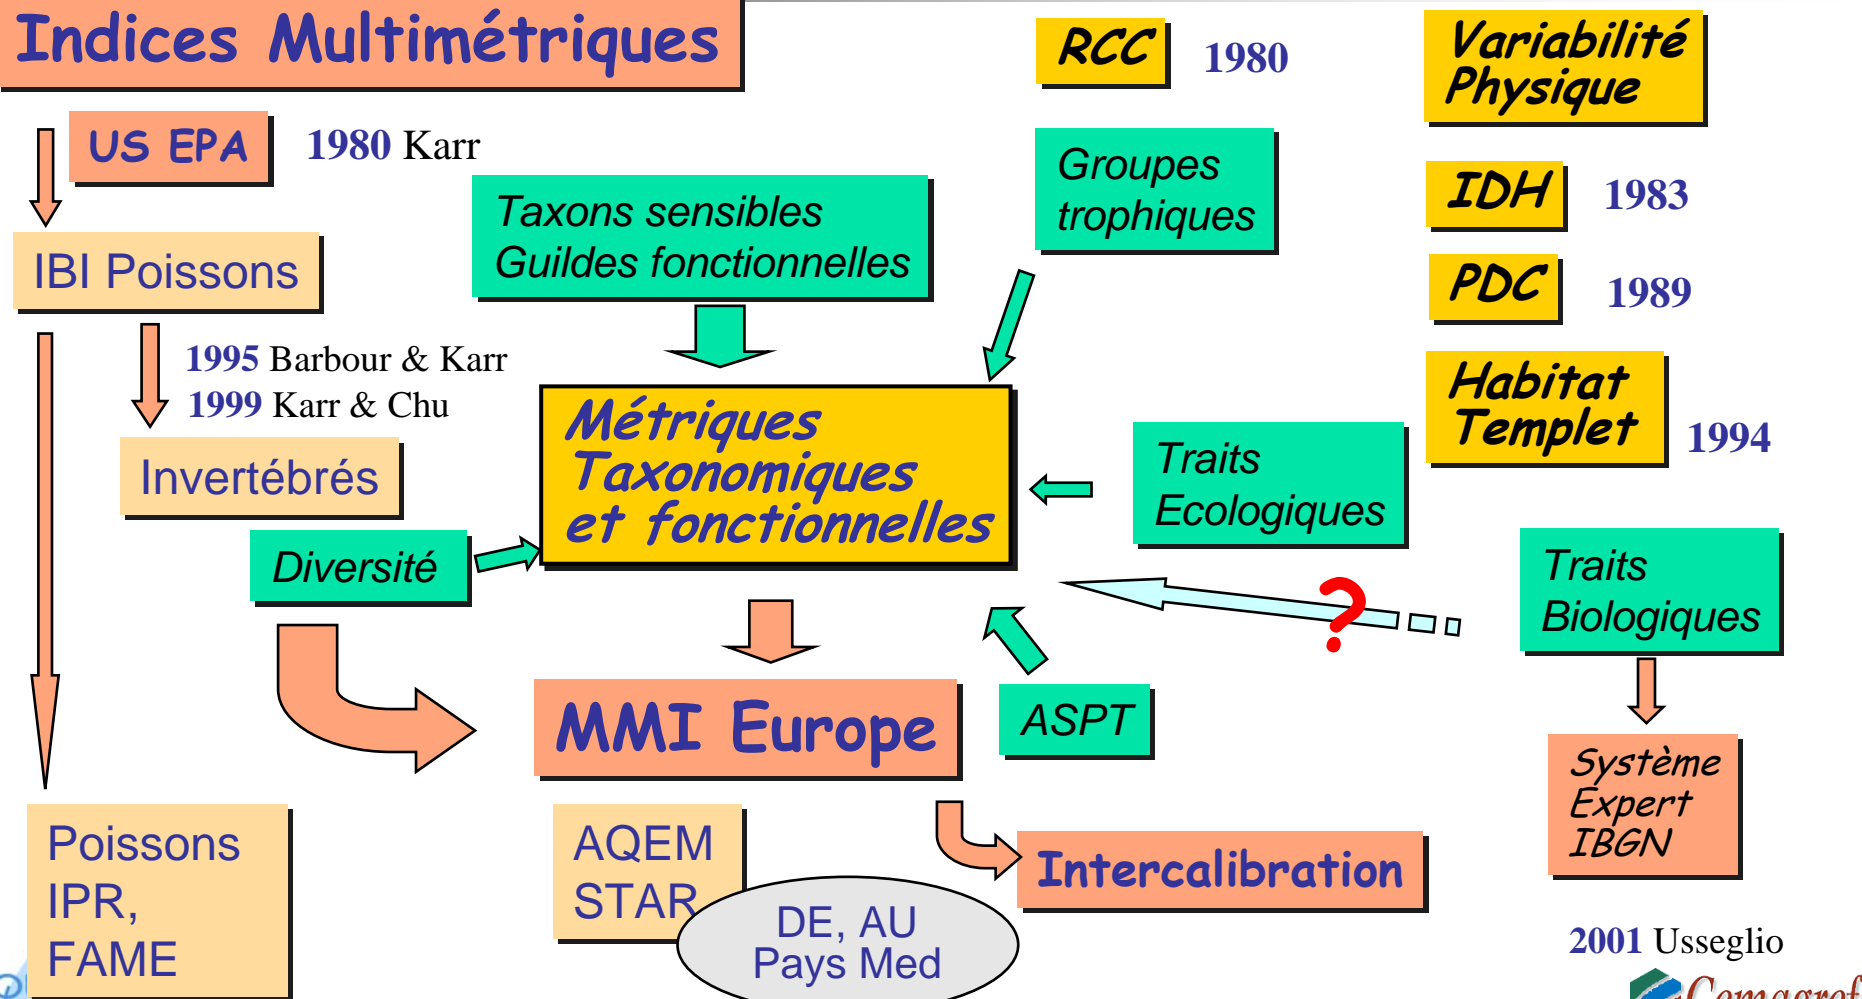 Indices Multimétriques
US EPA
1980 Karr
IBI Poissons
1995 Barbour & Karr
1999 Karr & Chu
Invertébrés
Diversité
Taxons sensibles
Guildes fonctionnelles
RCC 1980
Groupes
trophiques
Variabilité
Physique
IDH 1983
PDC 1989
Habitat
Templet 1994
Métriques
Taxonomiques
et fonctionnelles
Traits
Ecologiques
?
Traits
Biologiques
ASPT
MMI Europe
Système
Expert
IBGN
2001 Usseglio
Poissons
IPR,
FAME
AQEM
STAR
DE, AU
Pays Med
Intercalibration
Cemagref